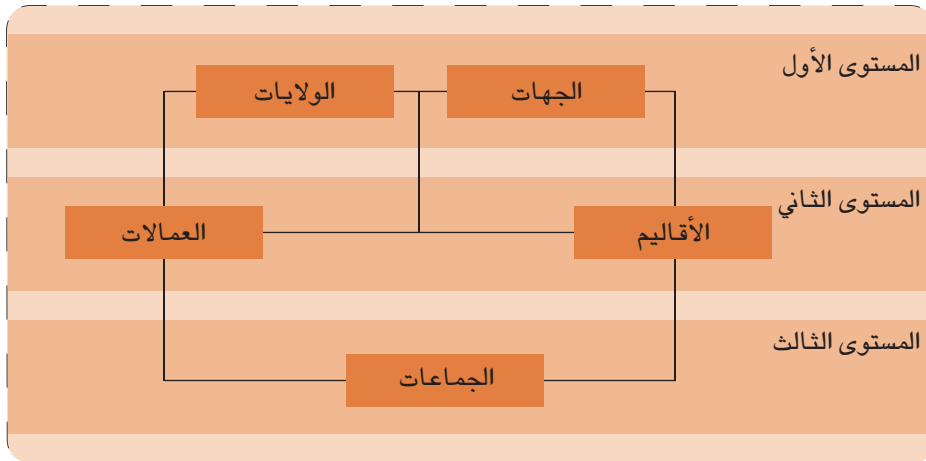 المستوى الأول
الجهات
الولايات
المستوى الثاني
الأقاليم
العمالات
المستوى الثالث
الجماعات